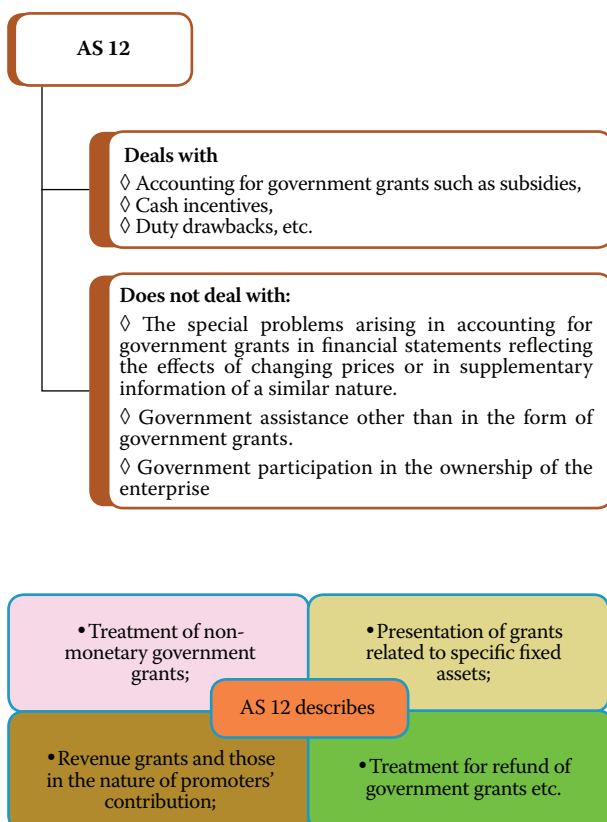 AS 12
Deals with
◊ Accounting for government grants such as subsidies,
◊ Cash incentives,
◊ Duty drawbacks, etc.
Does not deal with:
◊ The special problems arising in accounting for
government grants in financial statements reflecting
the effects of changing prices or in supplementary
information of a similar nature.
◊ Government assistance other than in the form of
government grants.
◊ Government participation in the ownership of the
enterprise
•Treatment of non-
monetary government
grants;
•Presentation of grants
related to specific fixed
assets;
AS 12 describes
•Revenue grants and those
in the nature of promoters’
contribution;
•Treatment for refund of
government grants etc.